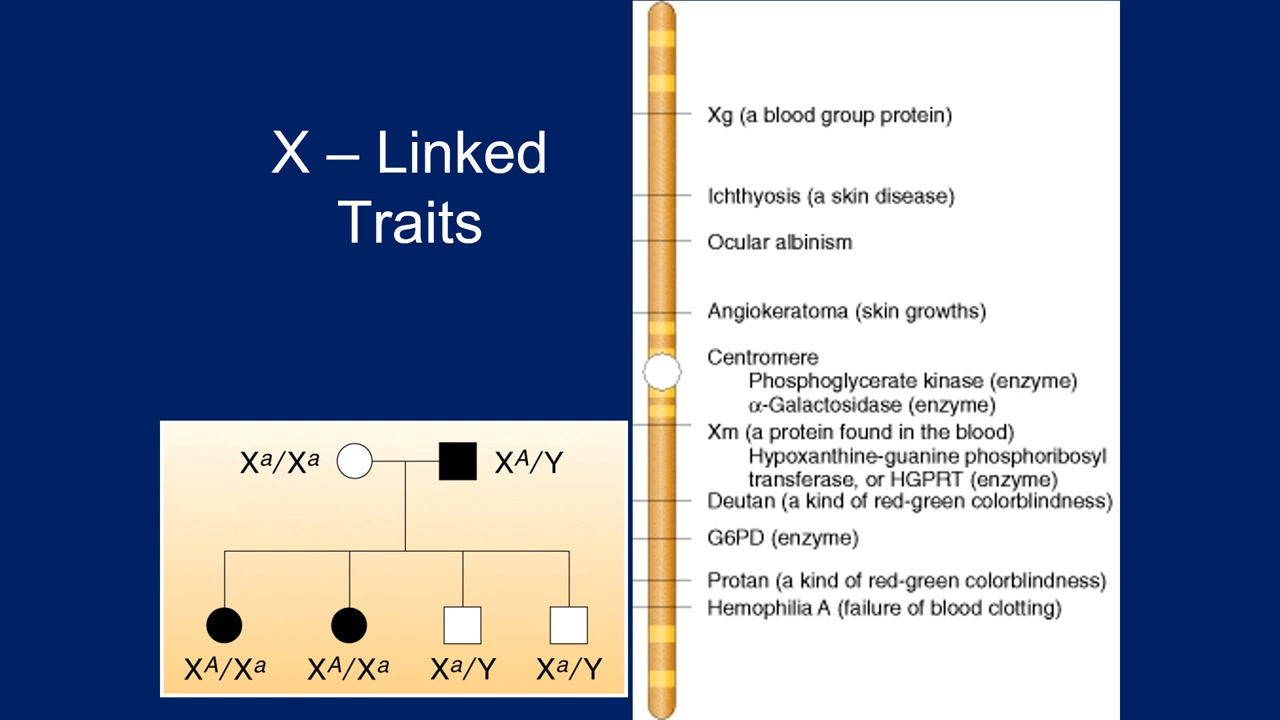 X – Linked
Traits
Xg (a blood group protein)
Ichthyosis (a skin disease)
Ocular albinism
Angiokeratoma (skin growths)
Centromere
Phosphoglycerate kinase (enzyme)
α-Galactosidase (enzyme)
Xm (a protein found in the blood)
Hypoxanthine-guanine phosphoribosyl
transferase, or HGPRT (enzyme)
Deutan (a kind of red-green colorblindness)
G6PD (enzyme)
Protan (a kind of red-green colorblindness)
Hemophilia A (failure of blood clotting)
Xᵃ/Xᵃ Xᴬ/Y
Xᴬ/Xᵃ Xᴬ/Xᵃ Xᵃ/Y Xᵃ/Y